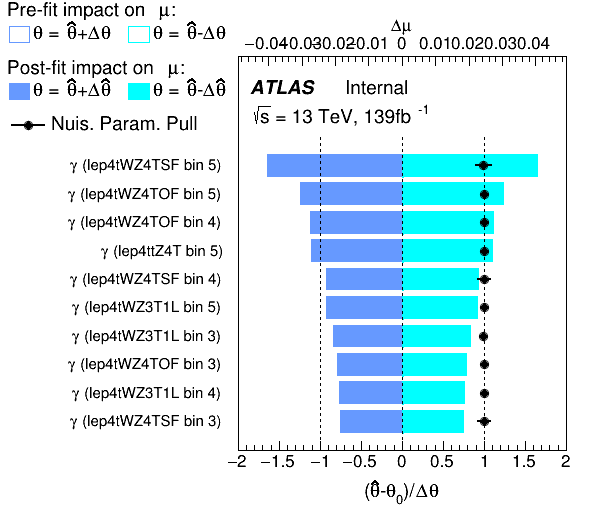 Pre-fit impact on μ:
θ = θ̂+Δθ θ = θ̂-Δθ
Post-fit impact on μ:
θ = θ̂+Δθ̂ θ = θ̂-Δθ̂
Nuis. Param. Pull
Δμ
−0.04 0.03 0.02 0.01 0 0.01 0.02 0.03 0.04
ATLAS Internal
√s = 13 TeV, 139fb⁻¹
γ (lep4tWZ4TSF bin 5)
γ (lep4tWZ4TOF bin 5)
γ (lep4tWZ4TOF bin 4)
γ (lep4ttZ4T bin 5)
γ (lep4tWZ4TSF bin 4)
γ (lep4tWZ3T1L bin 5)
γ (lep4tWZ3T1L bin 3)
γ (lep4tWZ4TOF bin 3)
γ (lep4tWZ3T1L bin 4)
γ (lep4tWZ4TSF bin 3)
−2 −1.5 −1 −0.5 0 0.5 1 1.5 2
(θ̂-θ₀)/Δθ